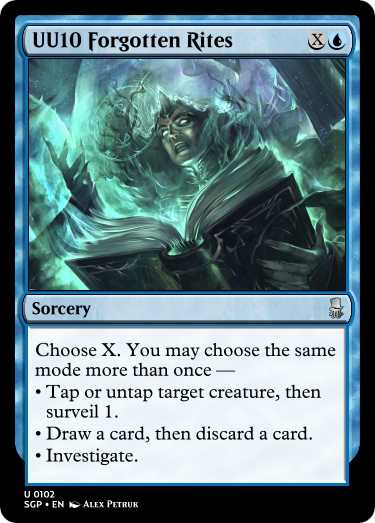 UU10 Forgotten Rites X
Sorcery
Choose X. You may choose the same
mode more than once —
• Tap or untap target creature, then
surveil 1.
• Draw a card, then discard a card.
• Investigate.
U 0102
SGP • EN Alex Petruk